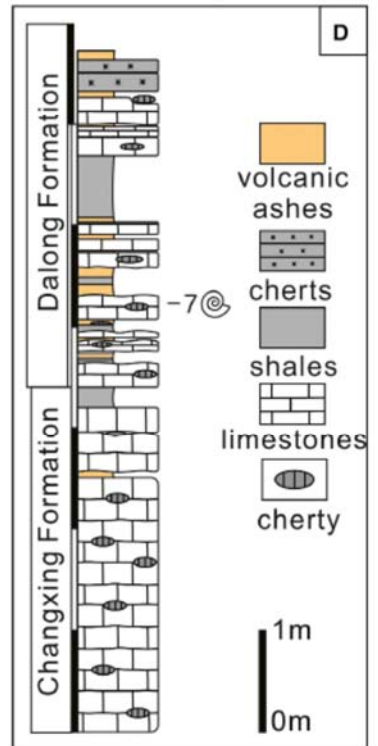 D
Dalong Formation
Changxing Formation
7
volcanic
ashes
cherts
shales
limestones
cherty
1m
0m